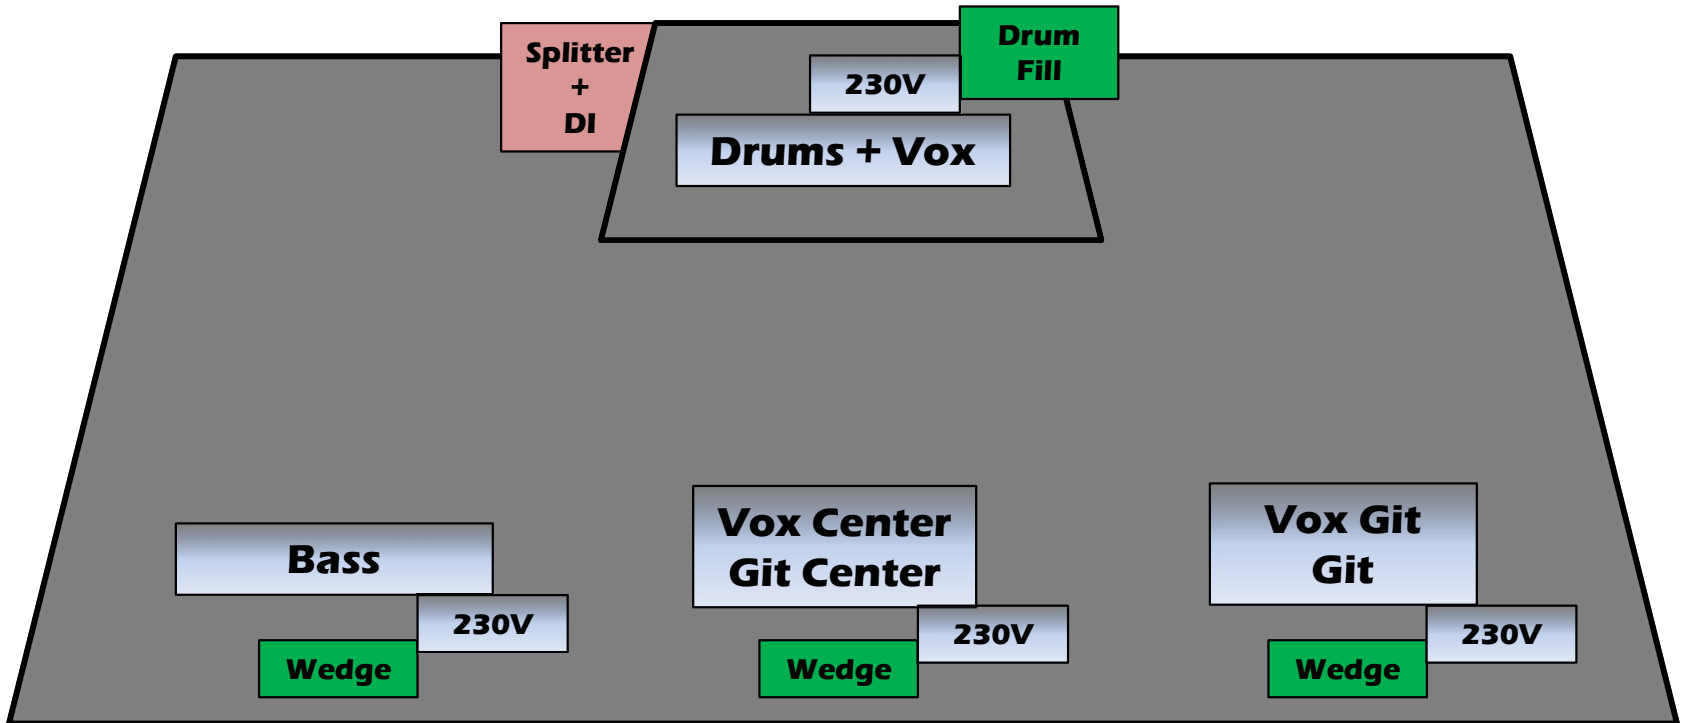 Splitter
+
DI
Drum
Fill
230V
Drums + Vox
Bass
230V
Wedge
Vox Center
Git Center
230V
Wedge
Vox Git
Git
230V
Wedge